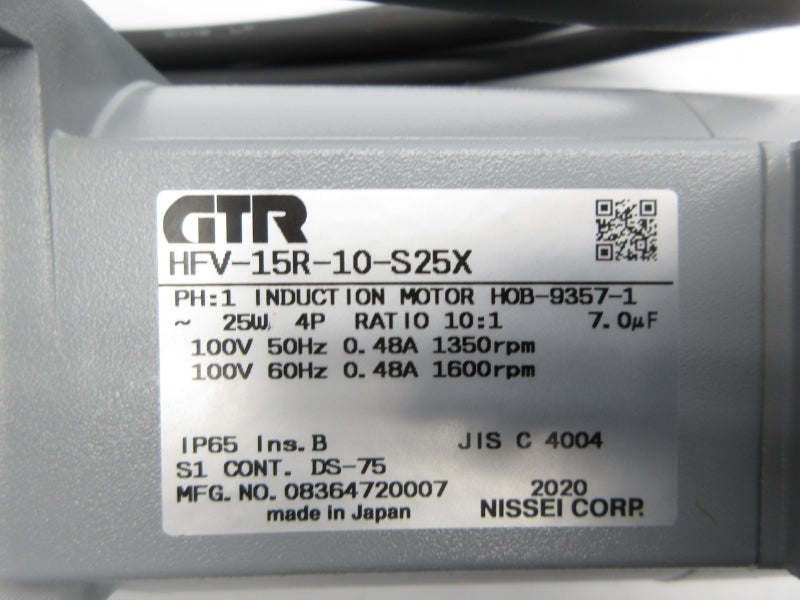 GTR
HFV-15R-10-S25X
PH:1 INDUCTION MOTOR HOB-9357-1
~ 25W 4P RATIO 10:1 7.0μF
100V 50Hz 0.48A 1350rpm
100V 60Hz 0.48A 1600rpm
IP65 Ins.B JIS C 4004
S1 CONT. DS-75
MFG.NO. 08364720007 2020
made in Japan NISSEI CORP.